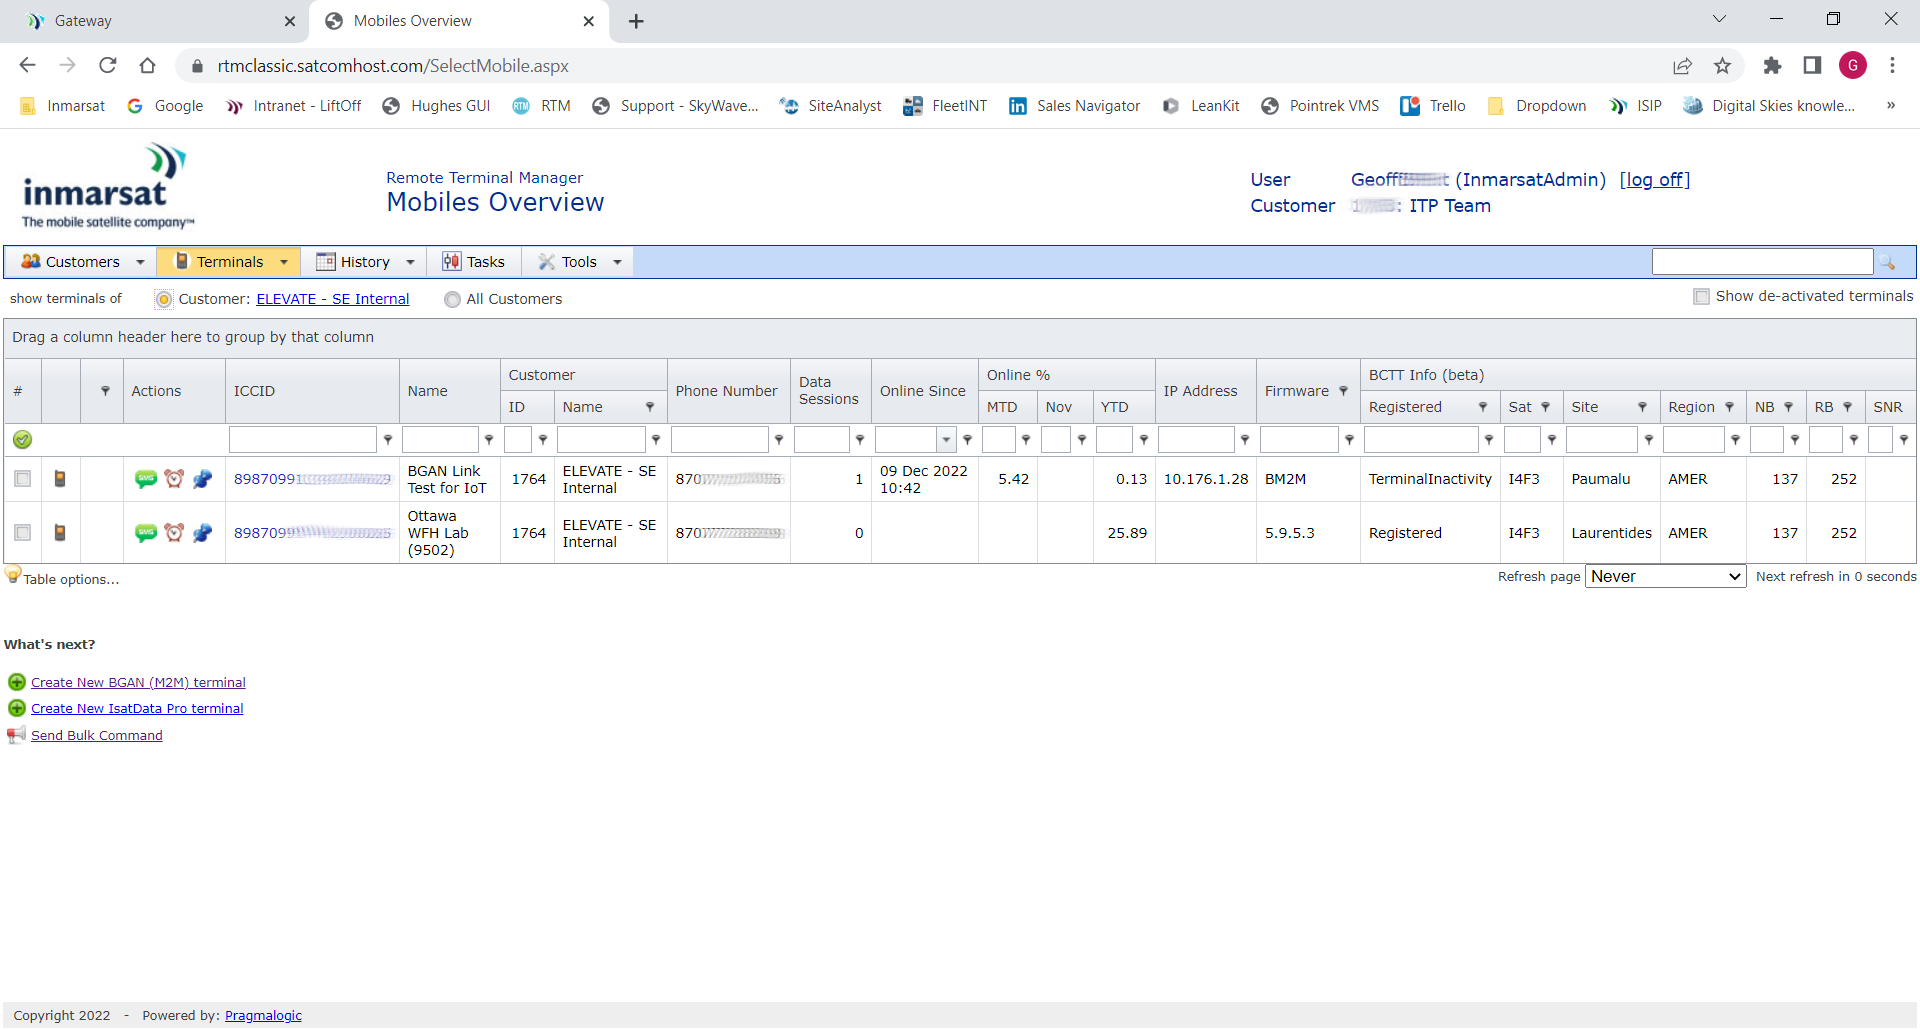 Gateway
Mobiles Overview
rtmclassic.satcomhost.com/SelectMobile.aspx
G
Inmarsat Google Intranet - LiftOff Hughes GUI RTM RTM Support - SkyWave... SiteAnalyst FleetINT in Sales Navigator LeanKit Pointrek VMS Trello Dropdown ISIP Digital Skies knowle... »
inmarsat
The mobile satellite company™
Remote Terminal Manager
Mobiles Overview
User Geoff (InmarsatAdmin) [log off]
Customer : ITP Team
Customers Terminals History Tasks Tools
show terminals of Customer: ELEVATE - SE Internal All Customers Show de-activated terminals
Drag a column header here to group by that column
Customer Online % BCTT Info (beta)
# Actions ICCID Name Phone Number Data Sessions Online Since IP Address Firmware
ID Name MTD Nov YTD Registered Sat Site Region NB RB SNR
SMS 89870991 BGAN Link Test for IoT 1764 ELEVATE - SE Internal 870 1 09 Dec 2022 10:42 5.42 0.13 10.176.1.28 BM2M TerminalInactivity I4F3 Paumalu AMER 137 252
SMS 8987099 Ottawa WFH Lab (9502) 1764 ELEVATE - SE Internal 870 0 25.89 5.9.5.3 Registered I4F3 Laurentides AMER 137 252
Table options... Refresh page Never Next refresh in 0 seconds
What's next?
Create New BGAN (M2M) terminal
Create New IsatData Pro terminal
Send Bulk Command
Copyright 2022 - Powered by: Pragmalogic